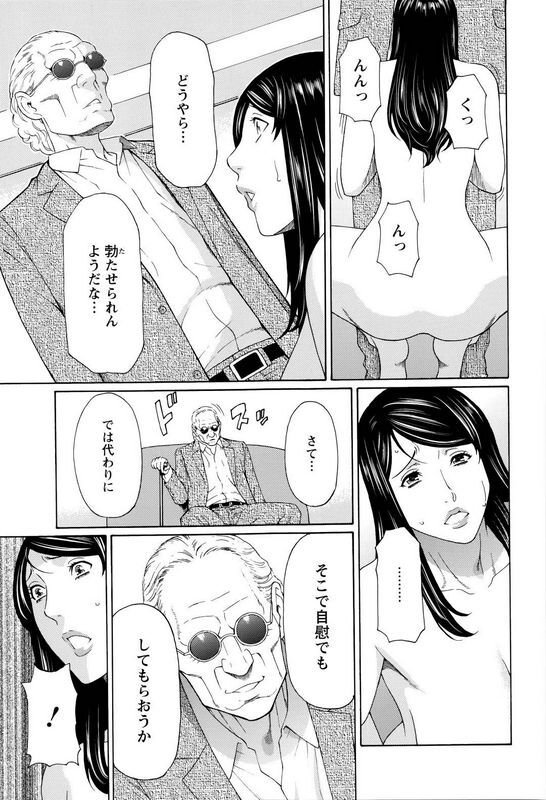 くっ
んんっ
んっ
どうやら…
勃たせられん
ようだな…
ドスッ
さて…
では代わりに
………
そこで自慰でも
してもらおうか
！